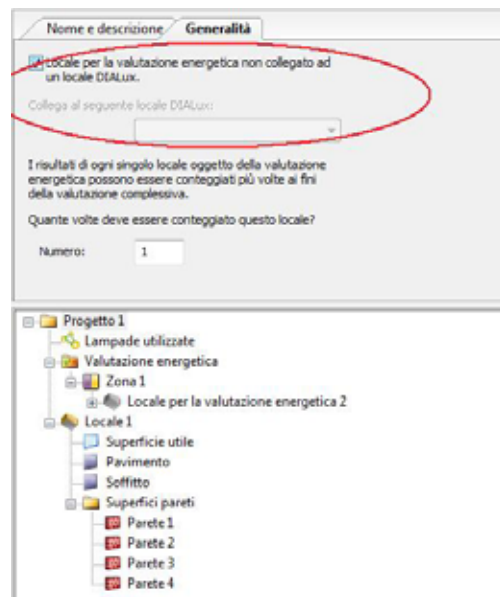 Nome e descrizione Generalità
Locale per la valutazione energetica non collegato ad
un locale DIALux.
Collega al seguente locale DIALux:
I risultati di ogni singolo locale oggetto della valutazione
energetica possono essere conteggiati più volte ai fini
della valutazione complessiva.
Quante volte deve essere conteggiato questo locale?
Numero: 1
Progetto 1
Lampade utilizzate
Valutazione energetica
Zona 1
Locale per la valutazione energetica 2
Locale 1
Superficie utile
Pavimento
Soffitto
Superfici pareti
Parete 1
Parete 2
Parete 3
Parete 4